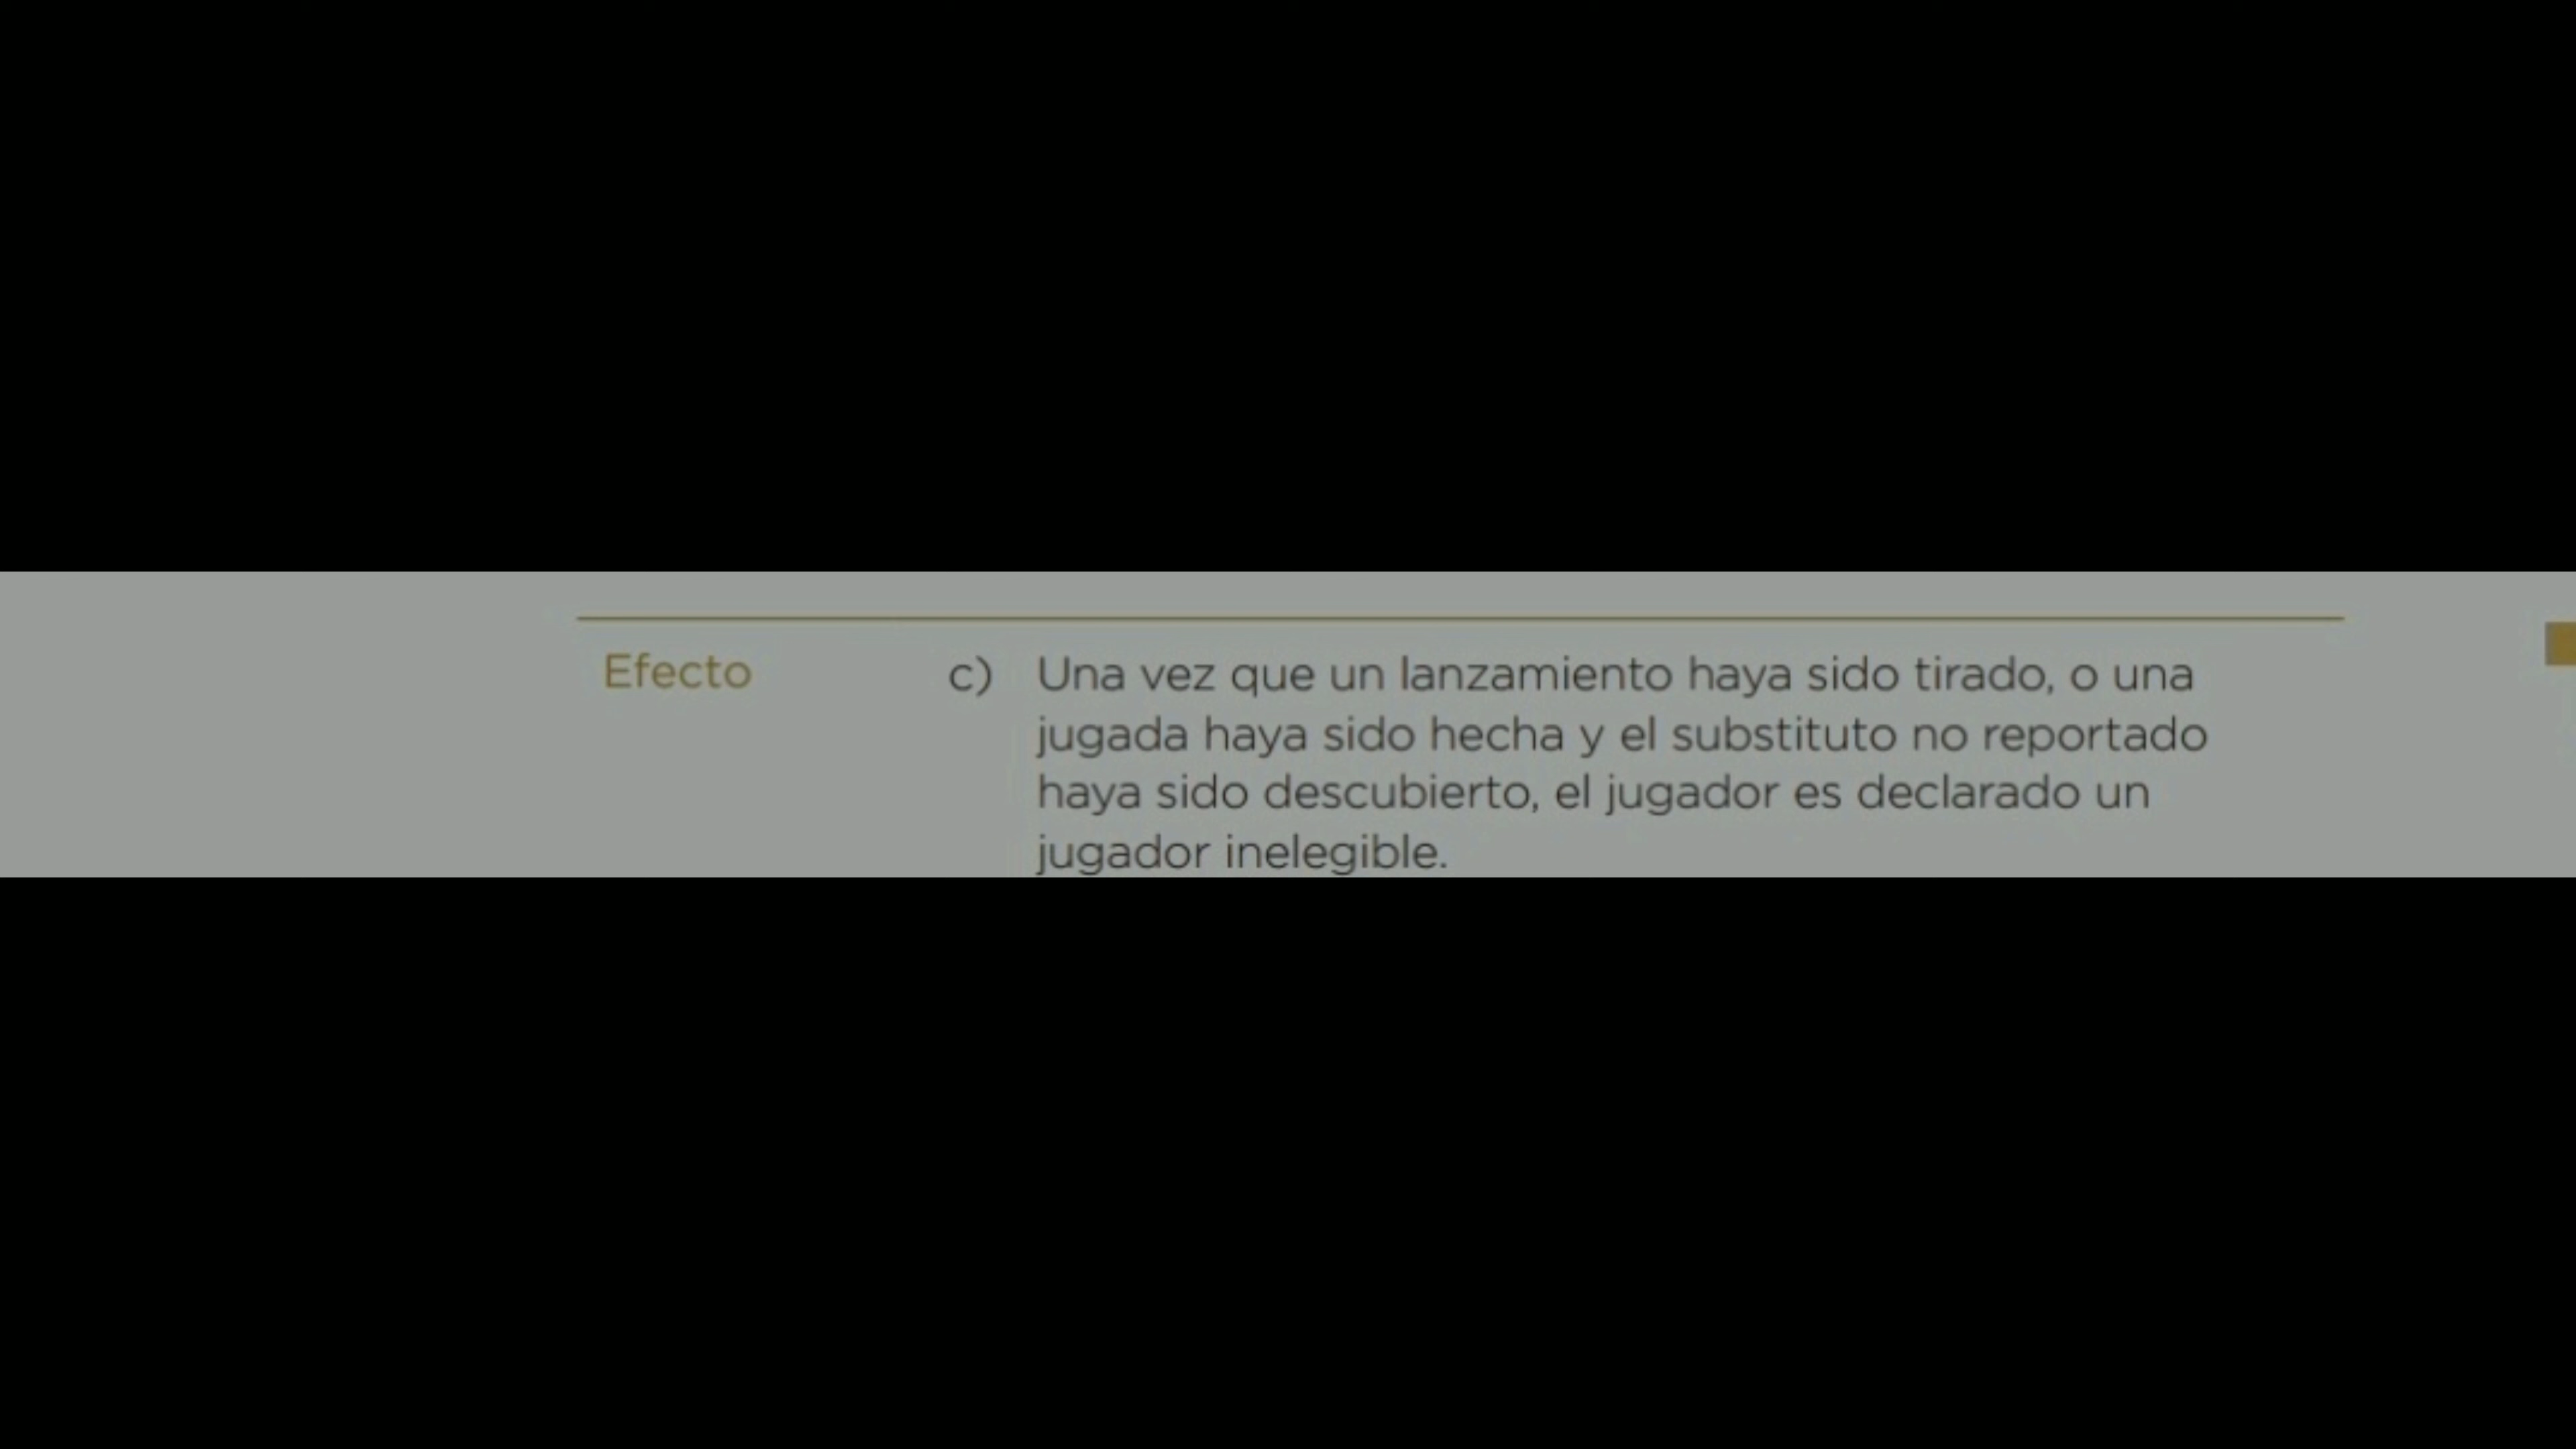 Efecto c) Una vez que un lanzamiento haya sido tirado, o una
jugada haya sido hecha y el substituto no reportado
haya sido descubierto, el jugador es declarado un
jugador inelegible.